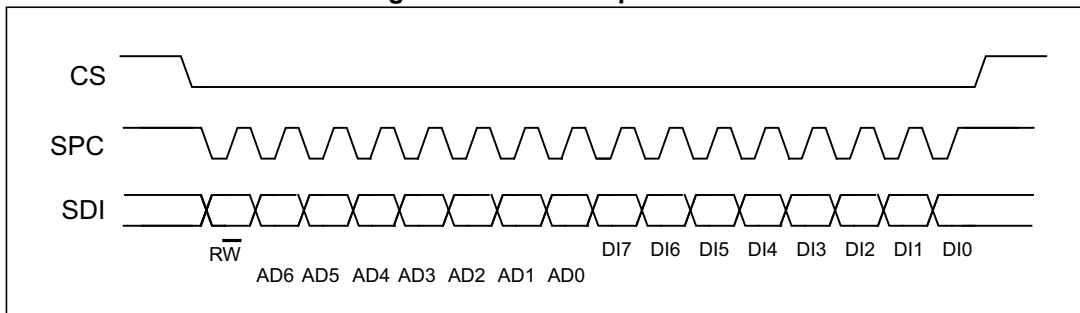 CS
SPC
SDI
RW
DI7 DI6 DI5 DI4 DI3 DI2 DI1 DI0
AD6 AD5 AD4 AD3 AD2 AD1 AD0